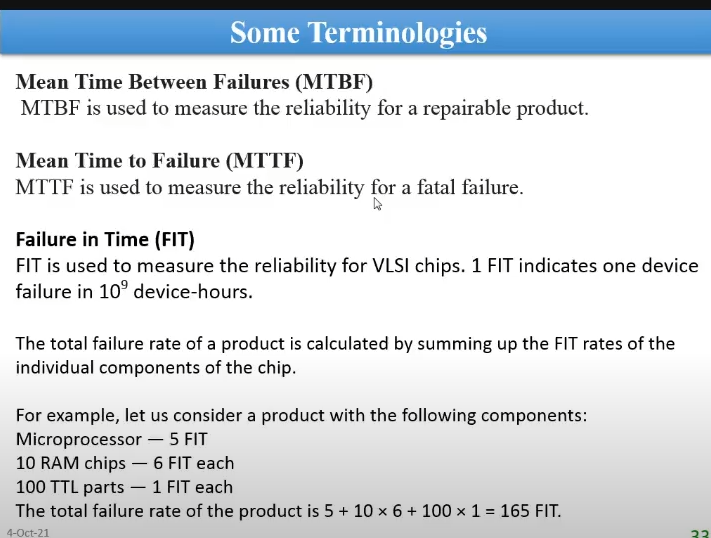 Some Terminologies
Mean Time Between Failures (MTBF)
MTBF is used to measure the reliability for a repairable product.
Mean Time to Failure (MTTF)
MTTF is used to measure the reliability for a fatal failure.
Failure in Time (FIT)
FIT is used to measure the reliability for VLSI chips. 1 FIT indicates one device
failure in 10⁹ device-hours.
The total failure rate of a product is calculated by summing up the FIT rates of the
individual components of the chip.
For example, let us consider a product with the following components:
Microprocessor — 5 FIT
10 RAM chips — 6 FIT each
100 TTL parts — 1 FIT each
The total failure rate of the product is 5 + 10 × 6 + 100 × 1 = 165 FIT.
4-Oct-21
33